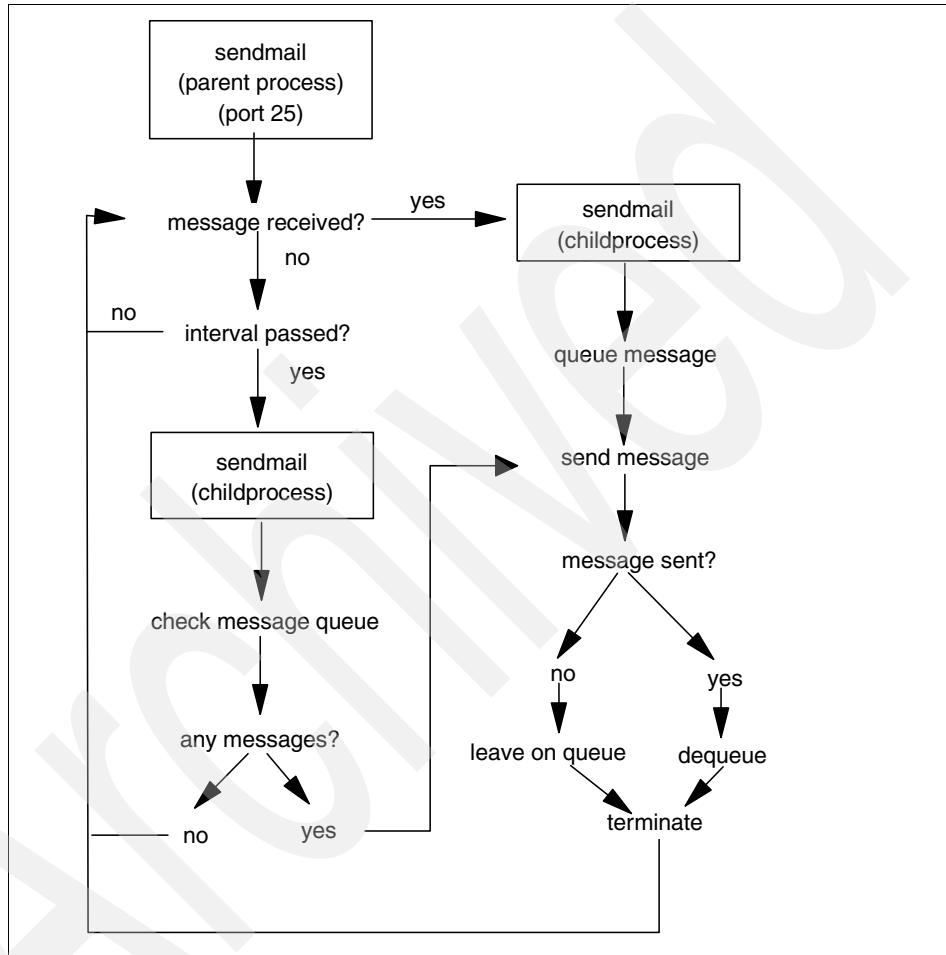 sendmail
(parent process)
(port 25)
message received?
yes
no
sendmail
(childprocess)
no
interval passed?
yes
queue message
sendmail
(childprocess)
send message
message sent?
check message queue
no
yes
any messages?
leave on queue
dequeue
no
yes
terminate
Archived